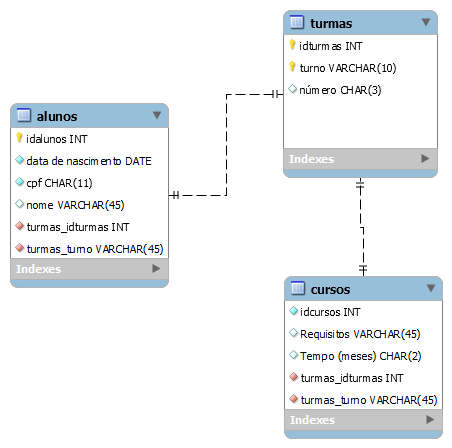 turmas
idturmas INT
turno VARCHAR(10)
número CHAR(3)
Indexes
alunos
idalunos INT
data de nascimento DATE
cpf CHAR(11)
nome VARCHAR(45)
turmas_idturmas INT
turmas_turno VARCHAR(45)
Indexes
cursos
idcursos INT
Requisitos VARCHAR(45)
Tempo (meses) CHAR(2)
turmas_idturmas INT
turmas_turno VARCHAR(45)
Indexes